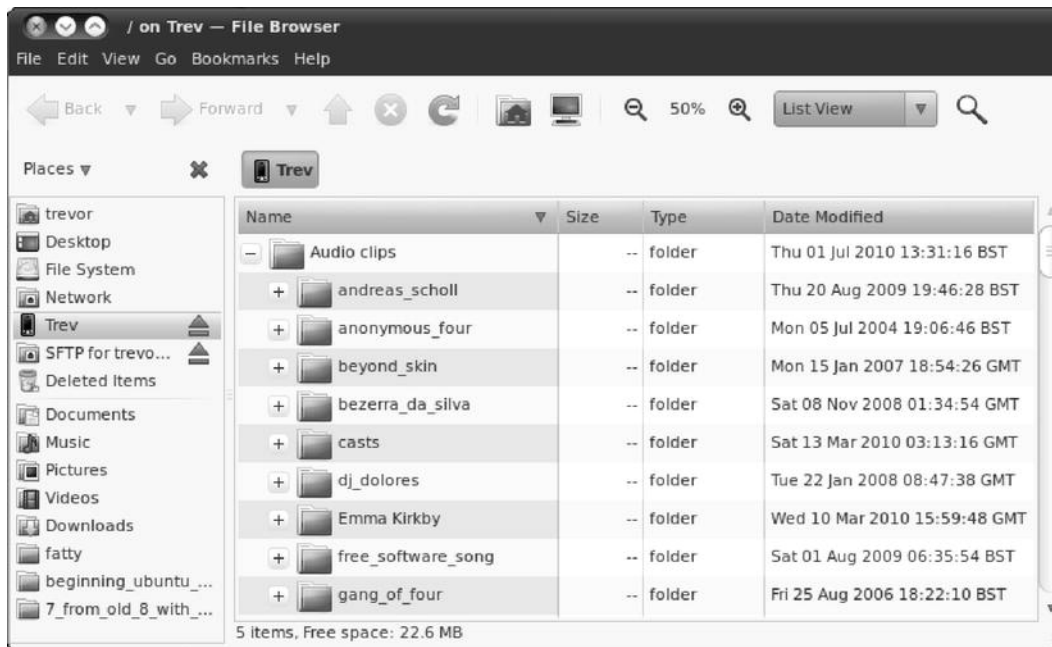 / on Trev — File Browser
File Edit View Go Bookmarks Help
Back Forward 50% List View
Places Trev
trevor
Desktop
File System
Network
Trev
SFTP for trevo...
Deleted Items
Documents
Music
Pictures
Videos
Downloads
fatty
beginning_ubuntu_...
7_from_old_8_with_...
Name Size Type Date Modified
Audio clips -- folder Thu 01 Jul 2010 13:31:16 BST
andreas_scholl -- folder Thu 20 Aug 2009 19:46:28 BST
anonymous_four -- folder Mon 05 Jul 2004 19:06:46 BST
beyond_skin -- folder Mon 15 Jan 2007 18:54:26 GMT
bezerra_da_silva -- folder Sat 08 Nov 2008 01:34:54 GMT
casts -- folder Sat 13 Mar 2010 03:13:16 GMT
dj_dolores -- folder Tue 22 Jan 2008 08:47:38 GMT
Emma Kirkby -- folder Wed 10 Mar 2010 15:59:48 GMT
free_software_song -- folder Sat 01 Aug 2009 06:35:54 BST
gang_of_four -- folder Fri 25 Aug 2006 18:22:10 BST
5 items, Free space: 22.6 MB